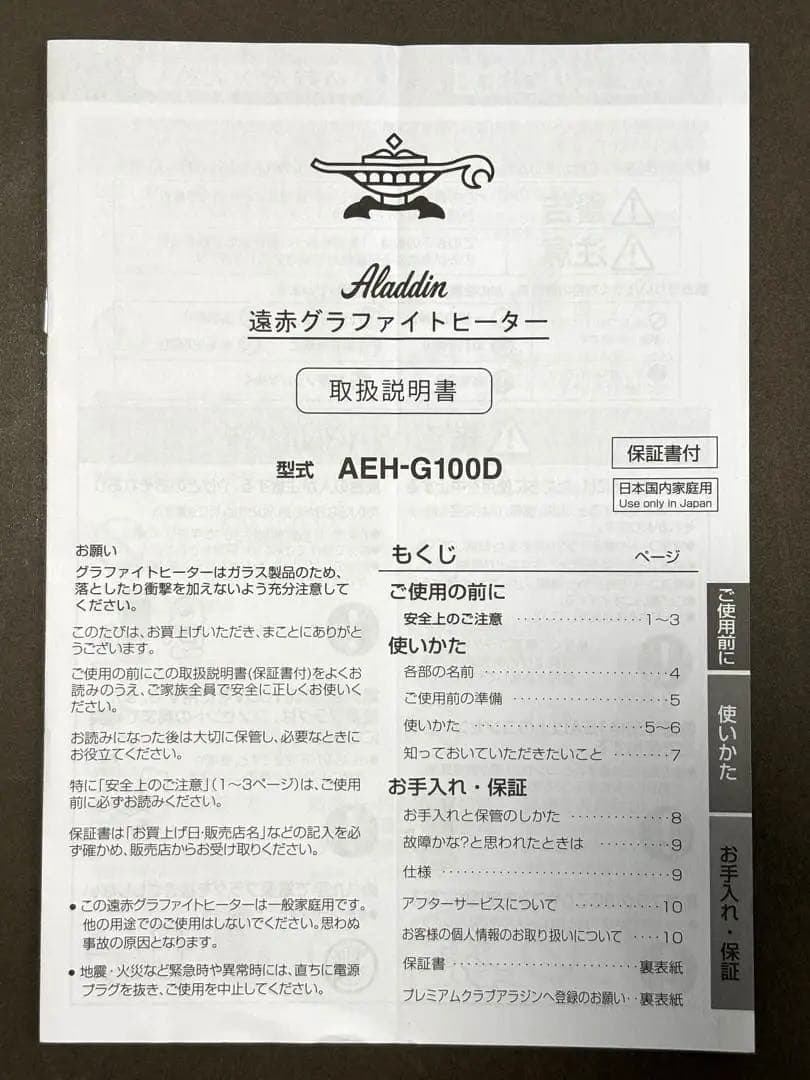 Aladdin
遠赤グラファイトヒーター
取扱説明書
型式 AEH-G100D
保証書付
日本国内家庭用
Use only in Japan
お願い
グラファイトヒーターはガラス製品のため、
落としたり衝撃を加えないよう充分注意して
ください。
このたびは、お買上げいただき、まことにありがと
うございます。
ご使用の前にこの取扱説明書(保証書付)をよくお
読みのうえ、ご家族全員で安全に正しくお使いく
ださい。
お読みになった後は大切に保管し、必要なときに
お役立てください。
特に「安全上のご注意」(1〜3ページ)は、ご使用
前に必ずお読みください。
保証書は「お買上げ日・販売店名」などの記入を必
ず確かめ、販売店からお受け取りください。
● この遠赤グラファイトヒーターは一般家庭用です。
他の用途でのご使用はしないでください。思わぬ
事故の原因となります。
● 地震・火災など緊急時や異常時には、直ちに電源
プラグを抜き、ご使用を中止してください。
もくじ ページ
ご使用の前に
安全上のご注意 ·················· 1〜3
使いかた
各部の名前 ·················· 4
ご使用前の準備 ·················· 5
使いかた ·················· 5〜6
知っておいていただきたいこと ········ 7
お手入れ・保証
お手入れと保管のしかた ············ 8
故障かな?と思われたときは ·········· 9
仕様 ·························· 9
アフターサービスについて ·········· 10
お客様の個人情報のお取り扱いについて ···· 10
保証書 ······················ 裏表紙
プレミアムクラブアラジンへ登録のお願い ·· 裏表紙
ご使用前に
使いかた
お手入れ・保証